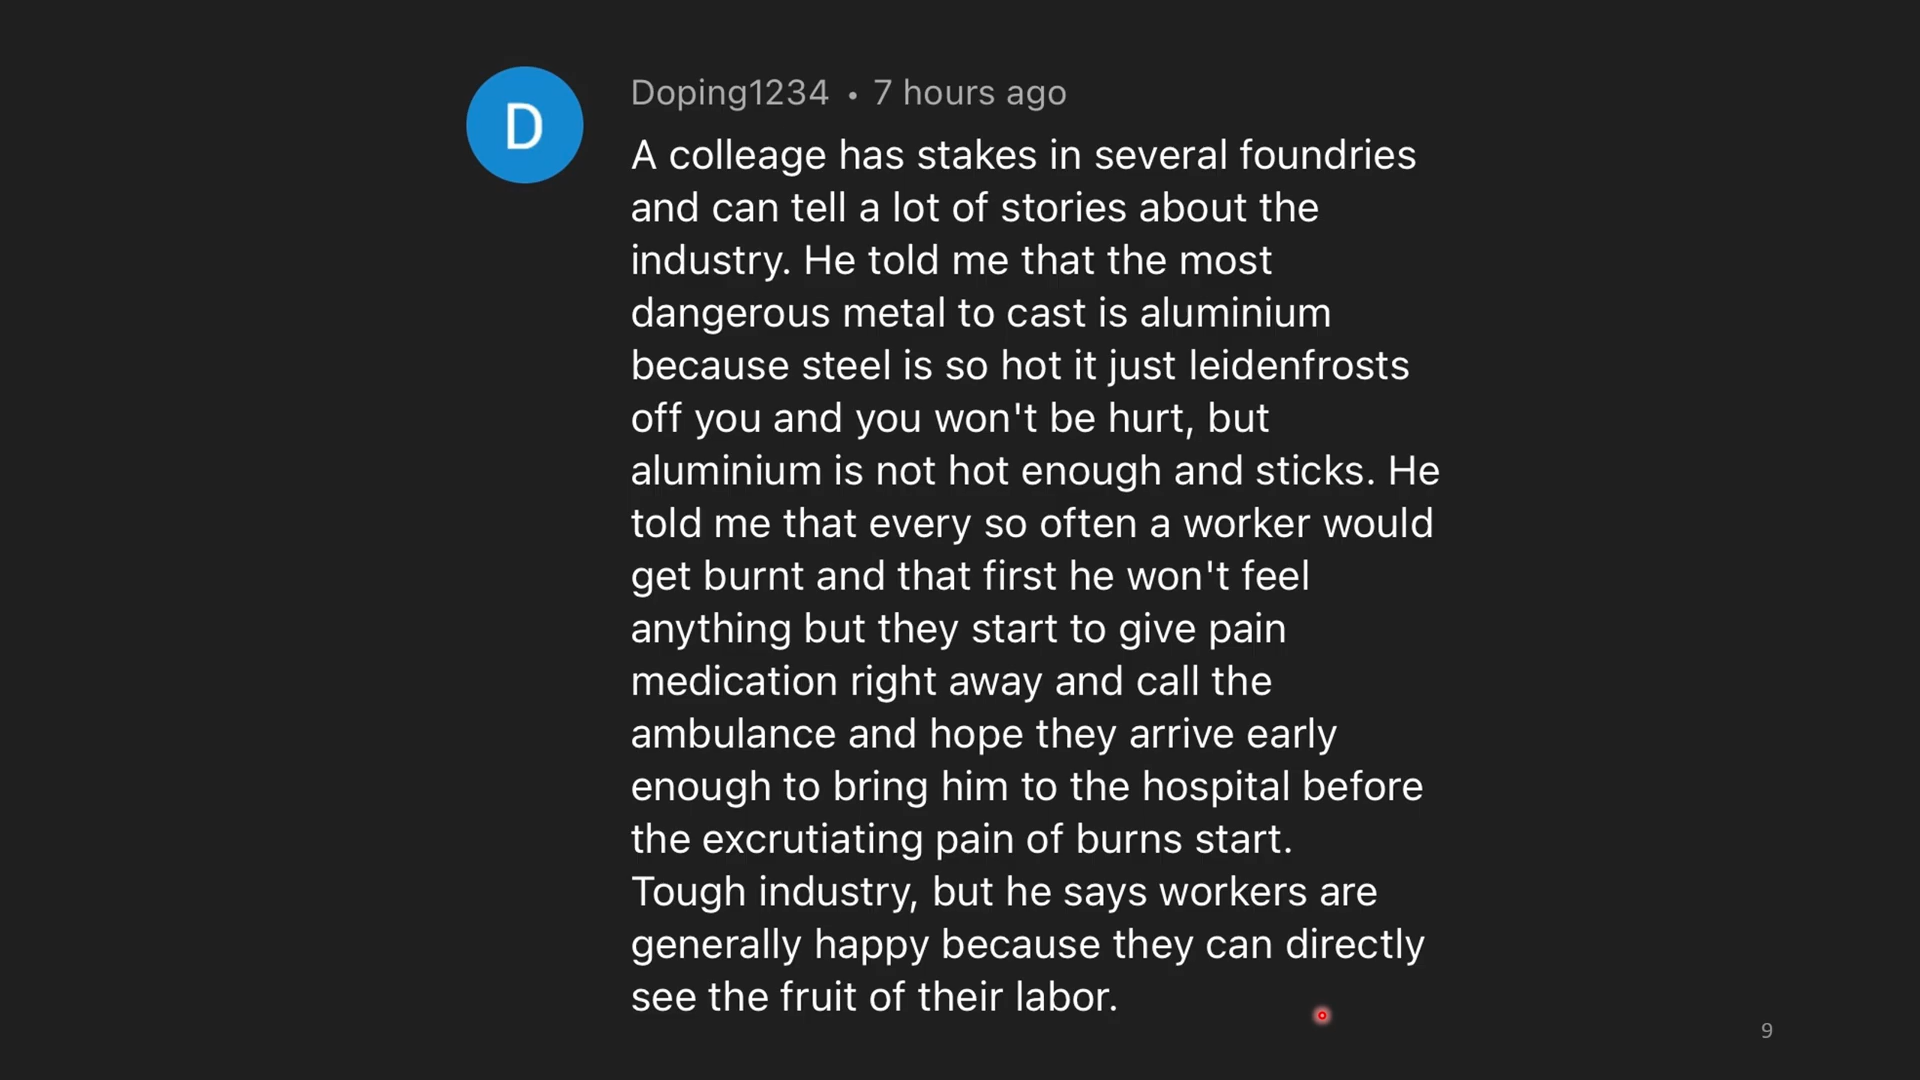 D
Doping1234 • 7 hours ago
A colleage has stakes in several foundries
and can tell a lot of stories about the
industry. He told me that the most
dangerous metal to cast is aluminium
because steel is so hot it just leidenfrosts
off you and you won't be hurt, but
aluminium is not hot enough and sticks. He
told me that every so often a worker would
get burnt and that first he won't feel
anything but they start to give pain
medication right away and call the
ambulance and hope they arrive early
enough to bring him to the hospital before
the excrutiating pain of burns start.
Tough industry, but he says workers are
generally happy because they can directly
see the fruit of their labor.
9